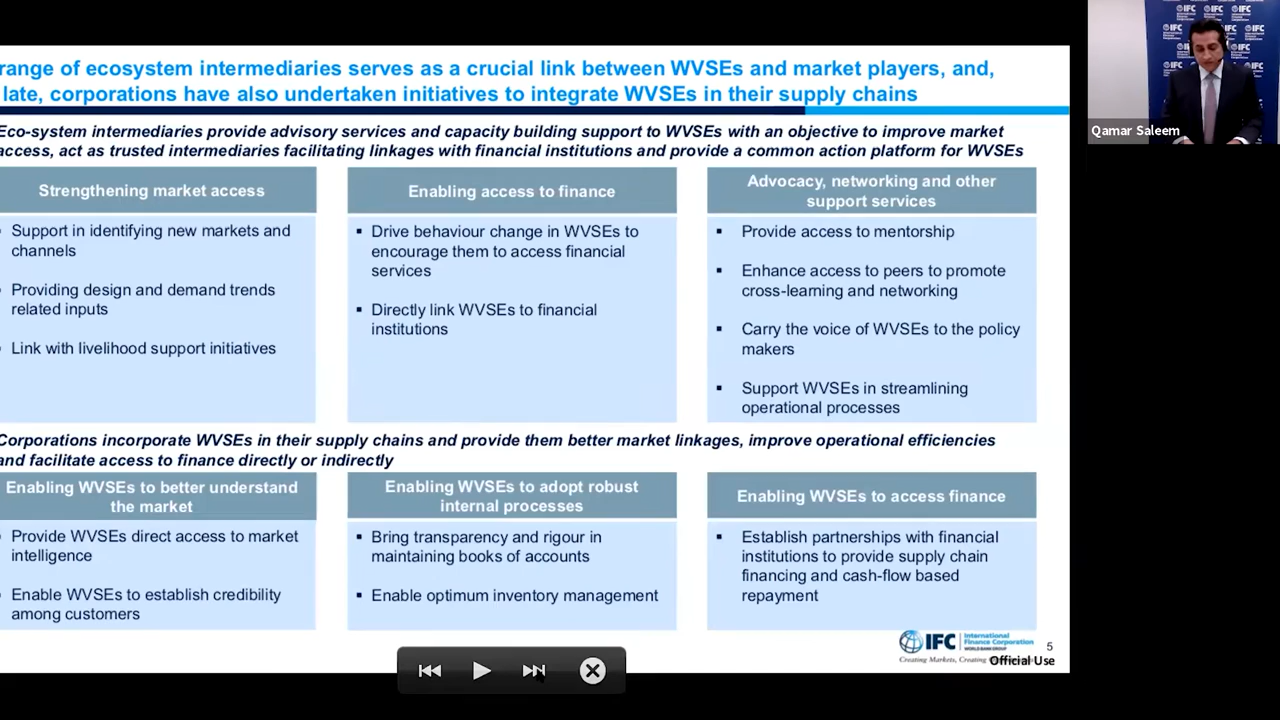 range of ecosystem intermediaries serves as a crucial link between WVSEs and market players, and,
late, corporations have also undertaken initiatives to integrate WVSEs in their supply chains
Eco-system intermediaries provide advisory services and capacity building support to WVSEs with an objective to improve market
access, act as trusted intermediaries facilitating linkages with financial institutions and provide a common action platform for WVSEs
Strengthening market access
Support in identifying new markets and
channels
Providing design and demand trends
related inputs
Link with livelihood support initiatives
Enabling access to finance
Drive behaviour change in WVSEs to
encourage them to access financial
services
Directly link WVSEs to financial
institutions
Advocacy, networking and other
support services
Provide access to mentorship
Enhance access to peers to promote
cross-learning and networking
Carry the voice of WVSEs to the policy
makers
Support WVSEs in streamlining
operational processes
Corporations incorporate WVSEs in their supply chains and provide them better market linkages, improve operational efficiencies
and facilitate access to finance directly or indirectly
Enabling WVSEs to better understand
the market
Provide WVSEs direct access to market
intelligence
Enable WVSEs to establish credibility
among customers
Enabling WVSEs to adopt robust
internal processes
Bring transparency and rigour in
maintaining books of accounts
Enable optimum inventory management
Enabling WVSEs to access finance
Establish partnerships with financial
institutions to provide supply chain
financing and cash-flow based
repayment
IFC
International
Finance Corporation
WORLD BANK GROUP
Creating Markets, Creating
5
Official Use
Qamar Saleem
IFC
IFC
IFC